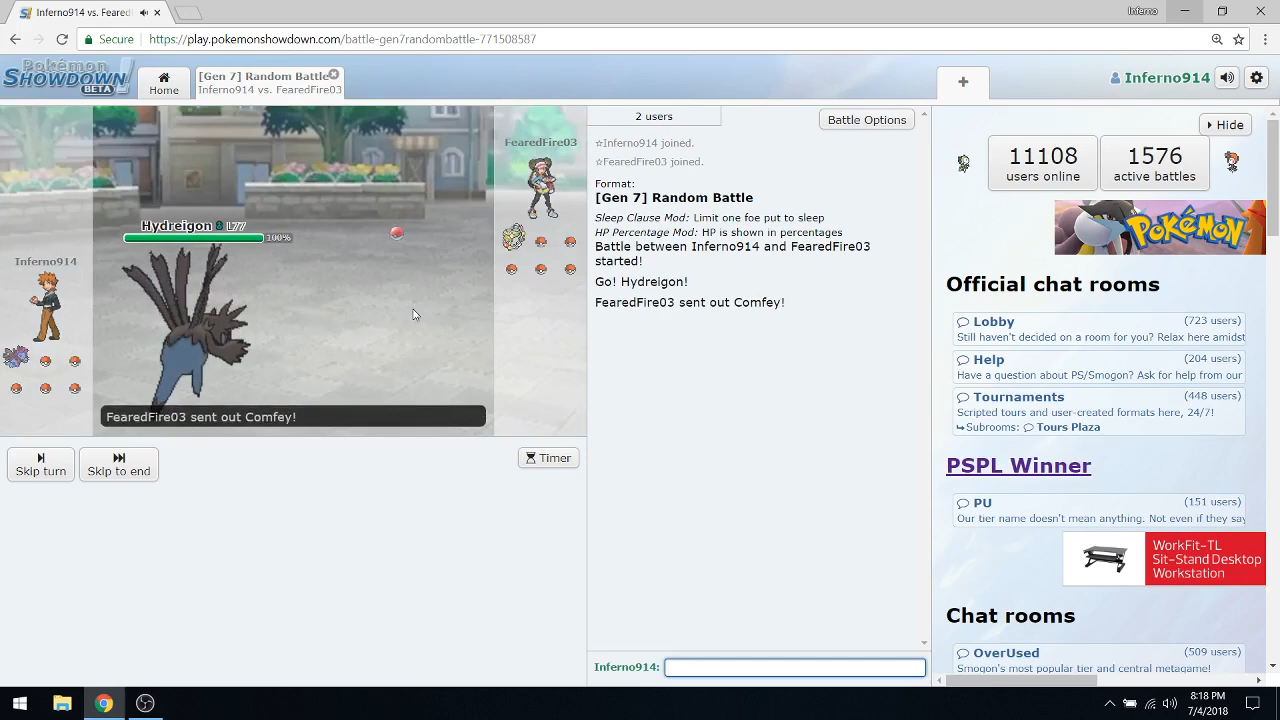 Inferno914 vs. Feared
Inferno
Secure
https://play.pokemonshowdown.com/battle-gen7randombattle-771508587
Pokémon
SHOWDOWN!
BETA
Home
[Gen 7] Random Battle
Inferno914 vs. FearedFire03
+
Inferno914
Hydreigon L77
100%
FearedFire03
Inferno914
FearedFire03 sent out Comfey!
Skip turn
Skip to end
Timer
2 users
Battle Options
☆Inferno914 joined.
☆FearedFire03 joined.
Format:
[Gen 7] Random Battle
Sleep Clause Mod: Limit one foe put to sleep
HP Percentage Mod: HP is shown in percentages
Battle between Inferno914 and FearedFire03
started!
Go! Hydreigon!
FearedFire03 sent out Comfey!
Inferno914:
Hide
11108
users online
1576
active battles
Pokémon
Official chat rooms
Lobby (723 users)
Still haven't decided on a room for you? Relax here amidst
Help (204 users)
Have a question about PS/Smogon? Ask for help from our
Tournaments (448 users)
Scripted tours and user-created formats here, 24/7!
Subrooms: Tours Plaza
PSPL Winner
PU (151 users)
Our tier name doesn't mean anything. Not even if they say
WorkFit-TL
Sit-Stand Desktop
Workstation
Chat rooms
OverUsed (509 users)
Smogon's most popular tier and central metagame!
8:18 PM
7/4/2018